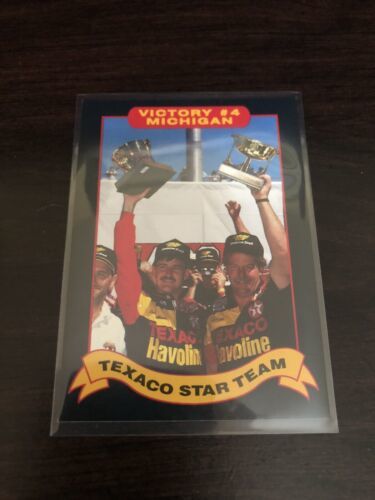 VICTORY #4
MICHIGAN
TEXACO TEXACO
Havoline Havoline
TEXACO STAR TEAM